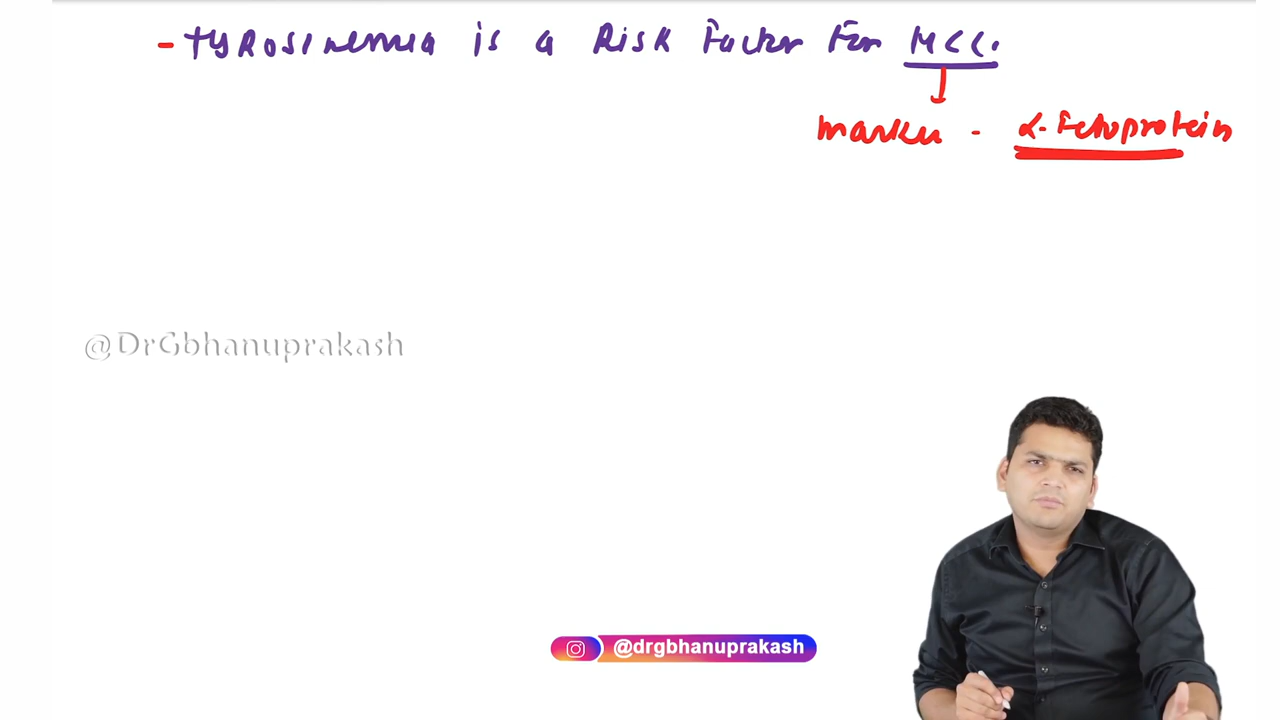 - Tyrosinemia is a Risk Factor For HCC.
marker - α-Fetoprotein
@DrGbhanuprakash
@drgbhanuprakash